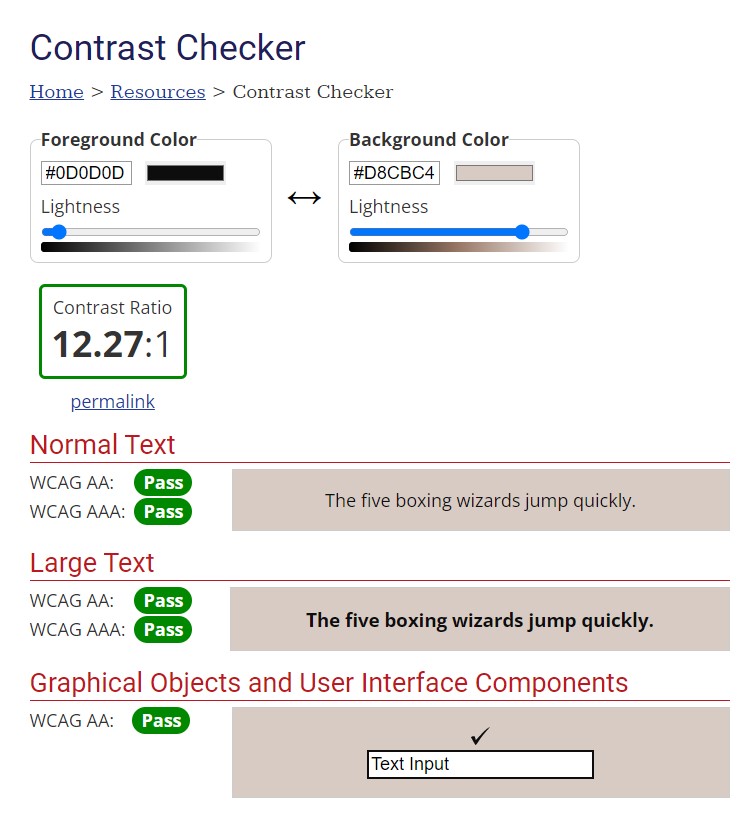 Contrast Checker
Home > Resources > Contrast Checker
Foreground Color
#0D0D0D
Lightness
Background Color
#D8CBC4
Lightness
Contrast Ratio
12.27:1
permalink
Normal Text
WCAG AA: Pass
WCAG AAA: Pass
The five boxing wizards jump quickly.
Large Text
WCAG AA: Pass
WCAG AAA: Pass
The five boxing wizards jump quickly.
Graphical Objects and User Interface Components
WCAG AA: Pass
Text Input